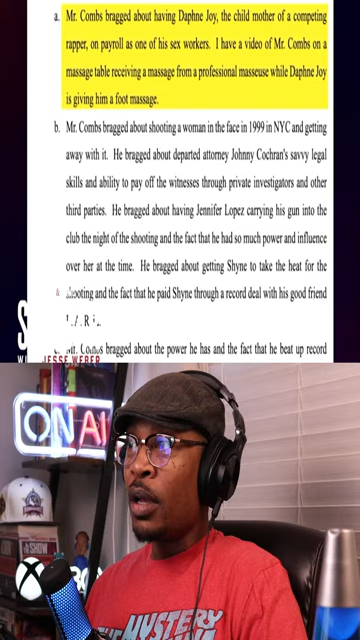 a. Mr. Combs bragged about having Daphne Joy, the child mother of a competing
rapper, on payroll as one of his sex workers. I have a video of Mr. Combs on a
massage table receiving a massage from a professional masseuse while Daphne Joy
is giving him a foot massage.
b. Mr. Combs bragged about shooting a woman in the face in 1999 in NYC and getting
away with it. He bragged about departed attorney Johnny Cochran's savvy legal
skills and ability to pay off the witnesses through private investigators and other
third parties. He bragged about having Jennifer Lopez carrying his gun into the
club the night of the shooting and the fact that he had so much power and influence
over her at the time. He bragged about getting Shyne to take the heat for the
shooting and the fact that he paid Shyne through a record deal with his good friend
Mr. Combs bragged about the power he has and the fact that he beat up record
JESSE WEBER
ON AI
SHOW
THE MYSTERY